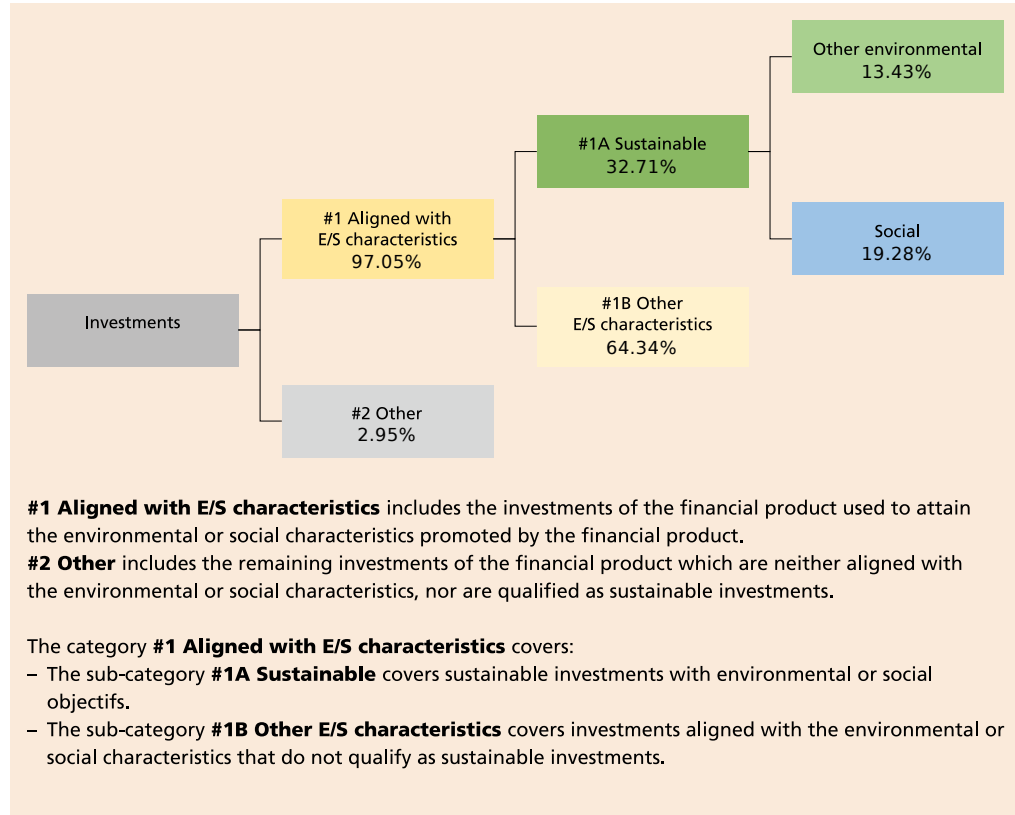 Other environmental
13.43%
#1A Sustainable
32.71%
#1 Aligned with
E/S characteristics
97.05%
Social
19.28%
Investments
#1B Other
E/S characteristics
64.34%
#2 Other
2.95%
#1 Aligned with E/S characteristics includes the investments of the financial product used to attain
the environmental or social characteristics promoted by the financial product.
#2 Other includes the remaining investments of the financial product which are neither aligned with
the environmental or social characteristics, nor are qualified as sustainable investments.
The category #1 Aligned with E/S characteristics covers:
– The sub-category #1A Sustainable covers sustainable investments with environmental or social
objectifs.
– The sub-category #1B Other E/S characteristics covers investments aligned with the environmental or
social characteristics that do not qualify as sustainable investments.